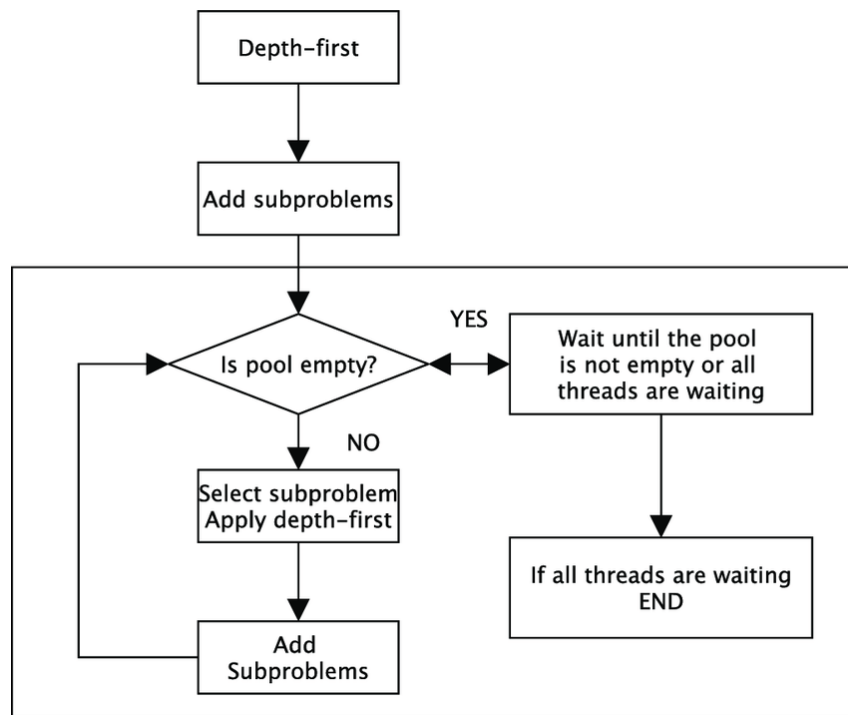 Depth-first
Add subproblems
YES
Is pool empty?
Wait until the pool
is not empty or all
threads are waiting
NO
Select subproblem
Apply depth-first
If all threads are waiting
END
Add
Subproblems